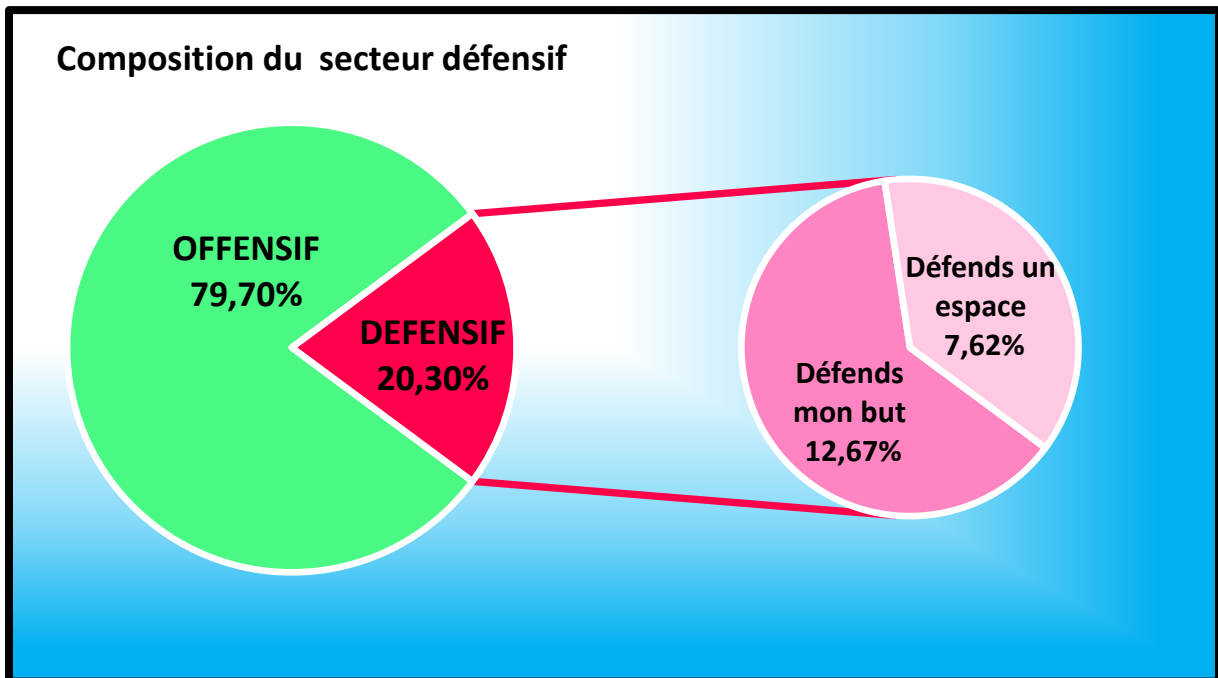 Composition du secteur défensif
OFFENSIF
79,70%
DEFENSIF
20,30%
Défends un
espace
7,62%
Défends
mon but
12,67%